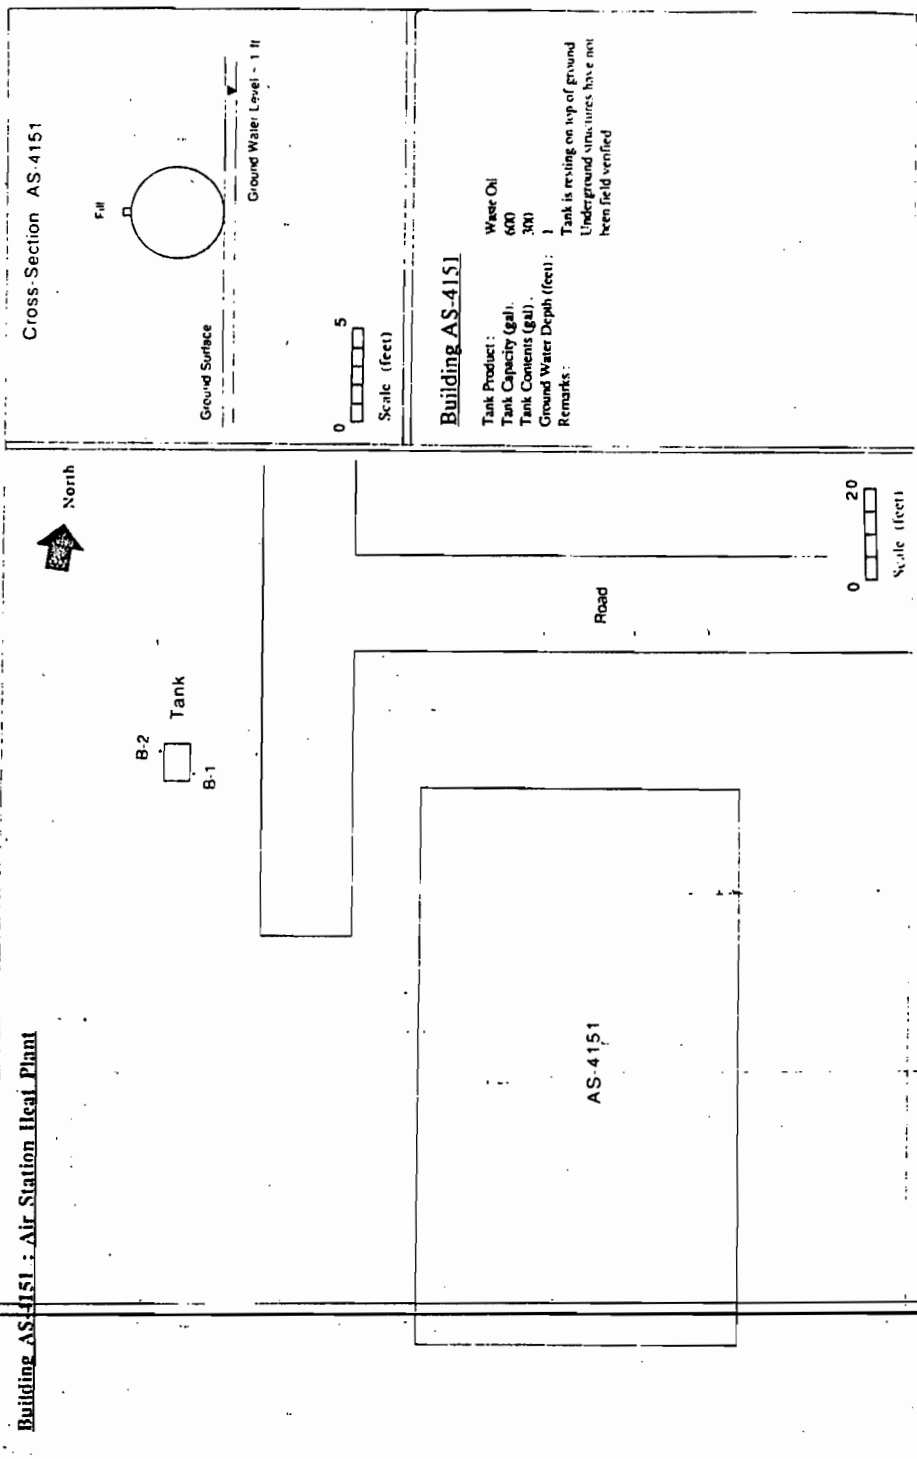 Building AS-4151 : Air Station Heat Plant
North
B-2
Tank
B-1
Road
AS-4151
0 20
Scale (feet)
Cross-Section AS-4151
Fill
Ground Surface
Ground Water Level - 1 ft
0 5
Scale (feet)
Building AS-4151
Tank Product : Waste Oil
Tank Capacity (gal). 600
Tank Contents (gal). 300
Ground Water Depth (feet) : 1
Remarks : Tank is resting on top of ground
Underground structures have not
been field verified